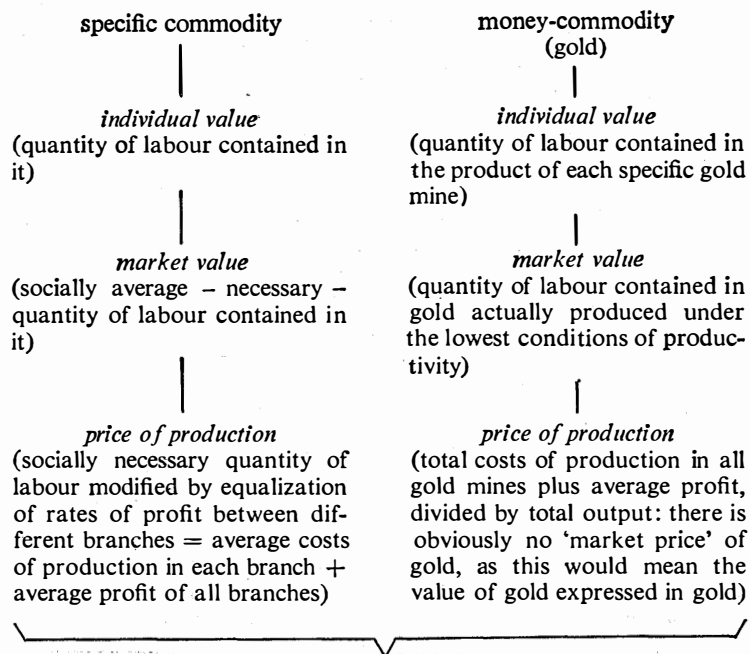 specific commodity
individual value
(quantity of labour contained in
it)
market value
(socially average – necessary –
quantity of labour contained in
it)
price of production
(socially necessary quantity of
labour modified by equalization
of rates of profit between dif-
ferent branches = average costs
of production in each branch +
average profit of all branches)
money-commodity
(gold)
individual value
(quantity of labour contained in
the product of each specific gold
mine)
market value
(quantity of labour contained in
gold actually produced under
the lowest conditions of produc-
tivity)
price of production
(total costs of production in all
gold mines plus average profit,
divided by total output: there is
obviously no ‘market price’ of
gold, as this would mean the
value of gold expressed in gold)